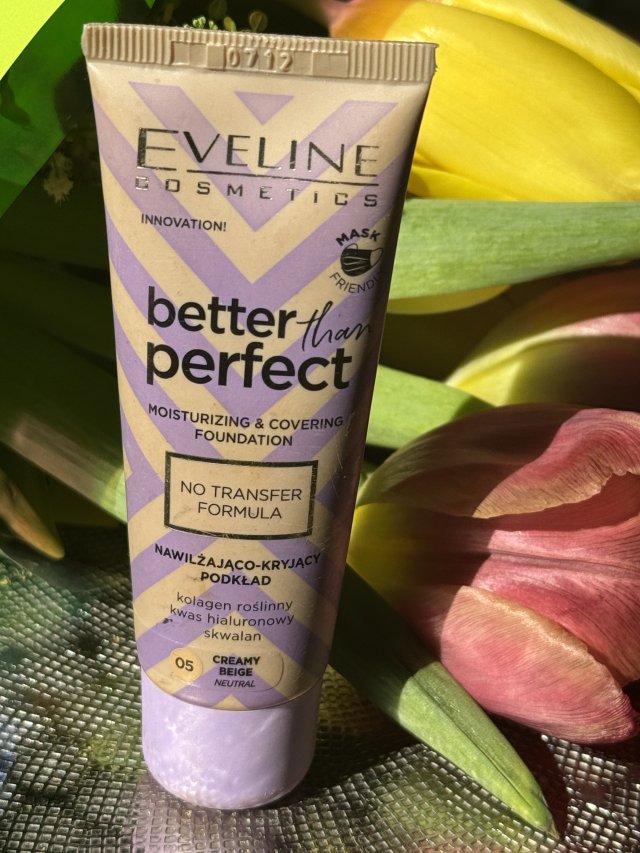 0712
EVELINE
COSMETICS
INNOVATION!
MASK
FRIENDLY
better than
perfect
MOISTURIZING & COVERING
FOUNDATION
NO TRANSFER
FORMULA
NAWILŻAJĄCO-KRYJĄCY
PODKŁAD
kolagen roślinny
kwas hialuronowy
skwalan
05 CREAMY
BEIGE
NEUTRAL